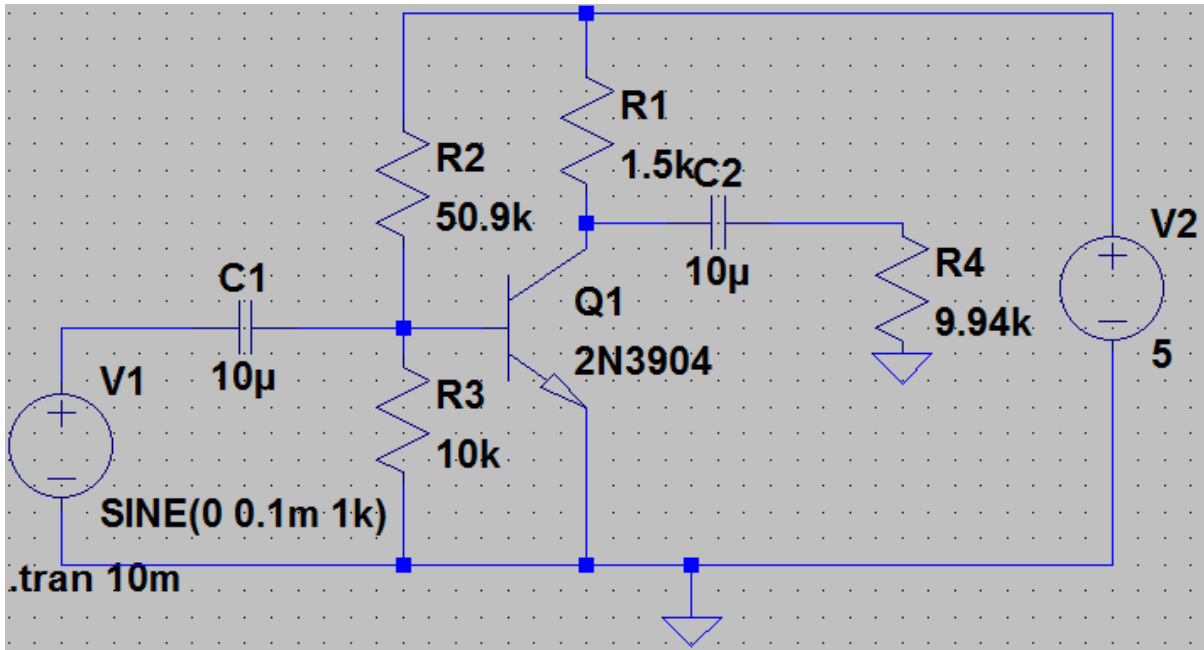 R1
1.5k
C2
10µ
R2
50.9k
V2
5
R4
9.94k
C1
10µ
Q1
2N3904
V1
SINE(0 0.1m 1k)
R3
10k
.tran 10m